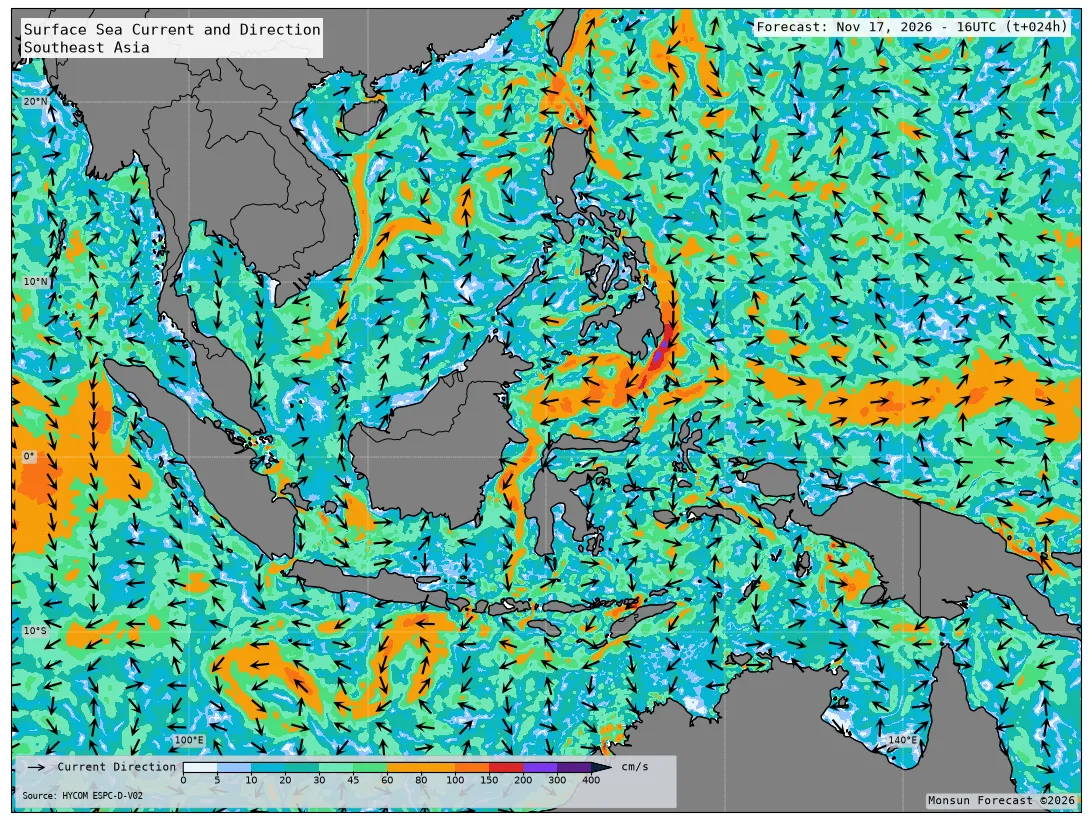 Surface Sea Current and Direction
Southeast Asia
Forecast: Nov 17, 2026 - 16UTC (t+024h)
20°N
10°N
0°
10°S
100°E
140°E
Current Direction
0 5 10 20 30 45 60 80 100 150 200 300 400
cm/s
Source: HYCOM ESPC-D-V02
Monsun Forecast ©2026